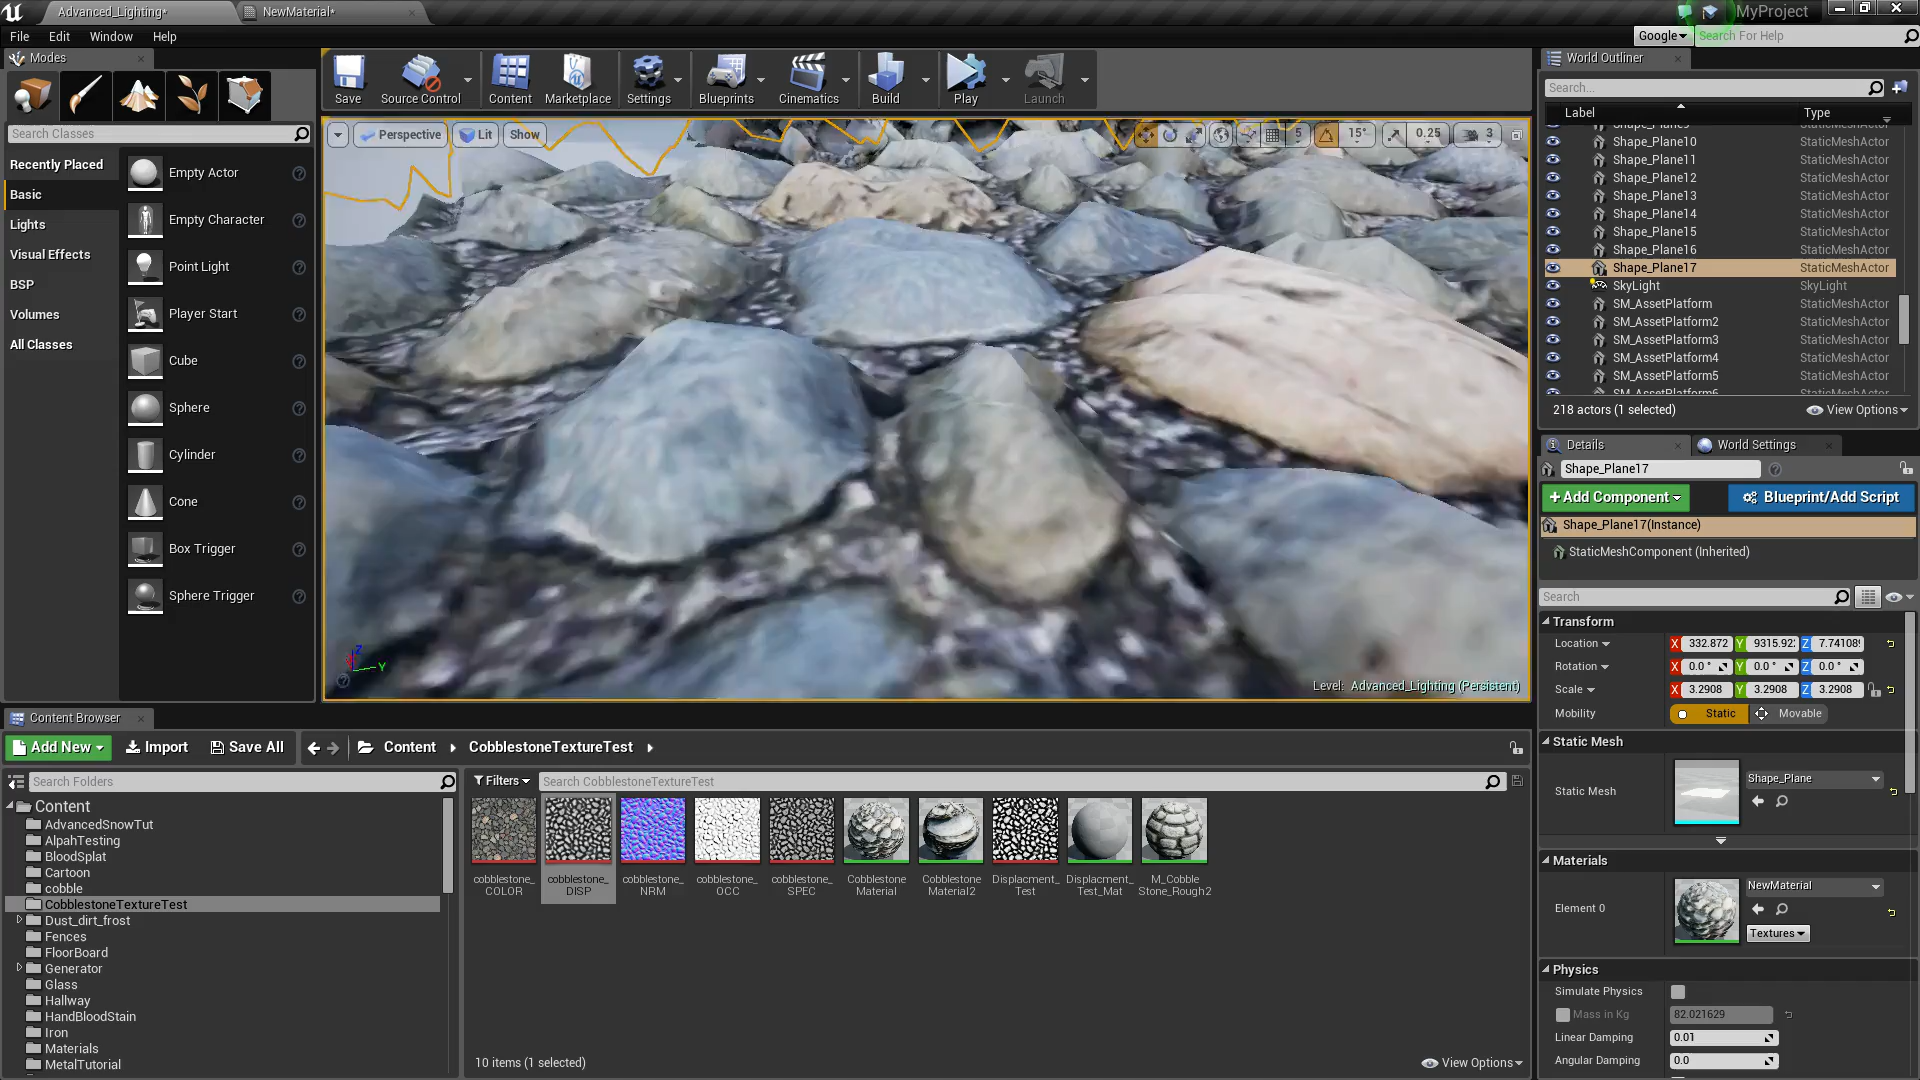 Advanced_Lighting*
NewMaterial*
MyProject
File Edit Window Help
Google
Search For Help
Modes
Search Classes
Recently Placed
Basic
Lights
Visual Effects
BSP
Volumes
All Classes
Empty Actor
Empty Character
Point Light
Player Start
Cube
Sphere
Cylinder
Cone
Box Trigger
Sphere Trigger
Save
Source Control
Content
Marketplace
Settings
Blueprints
Cinematics
Build
Play
Launch
Perspective
Lit
Show
5
15°
0.25
3
Z
Y
Level: Advanced_Lighting (Persistent)
World Outliner
Search...
Label Type
Shape_Plane10 StaticMeshActor
Shape_Plane11 StaticMeshActor
Shape_Plane12 StaticMeshActor
Shape_Plane13 StaticMeshActor
Shape_Plane14 StaticMeshActor
Shape_Plane15 StaticMeshActor
Shape_Plane16 StaticMeshActor
Shape_Plane17 StaticMeshActor
SkyLight SkyLight
SM_AssetPlatform StaticMeshActor
SM_AssetPlatform2 StaticMeshActor
SM_AssetPlatform3 StaticMeshActor
SM_AssetPlatform4 StaticMeshActor
SM_AssetPlatform5 StaticMeshActor
218 actors (1 selected)
View Options
Details
World Settings
Shape_Plane17
+Add Component
Blueprint/Add Script
Shape_Plane17(Instance)
StaticMeshComponent (Inherited)
Search
Transform
Location X 332.872 Y 9315.92 Z 7.74108
Rotation X 0.0 ° Y 0.0 ° Z 0.0 °
Scale X 3.2908 Y 3.2908 Z 3.2908
Mobility Static Movable
Static Mesh
Static Mesh
Shape_Plane
Materials
Element 0
NewMaterial
Textures
Physics
Simulate Physics
Mass in Kg 82.021629
Linear Damping 0.01
Angular Damping 0.0
Content Browser
Add New
Import
Save All
Content
CobblestoneTextureTest
Search Folders
Content
AdvancedSnowTut
AlpahTesting
BloodSplat
Cartoon
cobble
CobblestoneTextureTest
Dust_dirt_frost
Fences
FloorBoard
Generator
Glass
Hallway
HandBloodStain
Iron
Materials
MetalTutorial
Filters
Search CobblestoneTextureTest
cobblestone_
COLOR
cobblestone_
DISP
cobblestone_
NRM
cobblestone_
OCC
cobblestone_
SPEC
Cobblestone
Material
Cobblestone
Material2
Displacment_
Test
Displacment_
Test_Mat
M_Cobble
Stone_Rough2
10 items (1 selected)
View Options